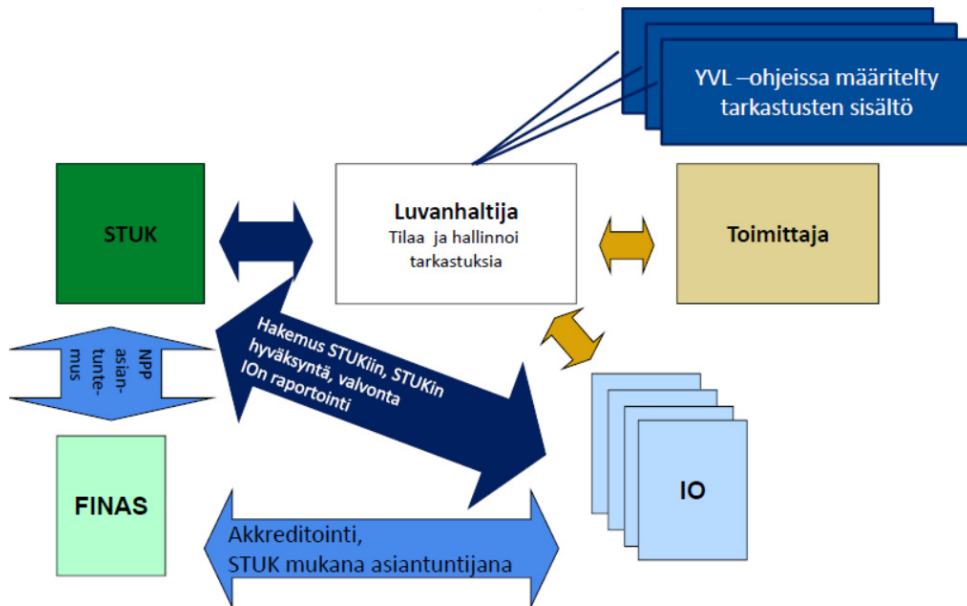 YVL –ohjeissa määritelty
tarkastusten sisältö
STUK
Luvanhaltija
Tilaa ja hallinnoi
tarkastuksia
Toimittaja
Hakemus STUKiin, STUKin
hyväksyntä, valvonta
IOn raportointi
NPP
asian-
tunte-
mus
FINAS
Akkreditointi,
STUK mukana asiantuntijana
IO